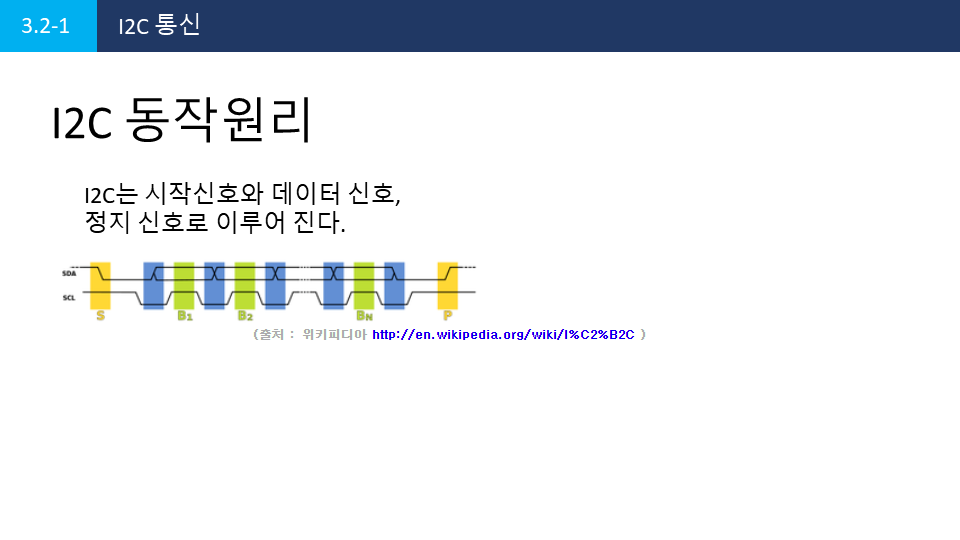 3.2-1
I2C 통신
I2C 동작원리
I2C는 시작신호와 데이터 신호,
정지 신호로 이루어 진다.
SDA
SCL
S B1 B2 BN P
(출처 : 위키피디아 http://en.wikipedia.org/wiki/I%C2%B2C )